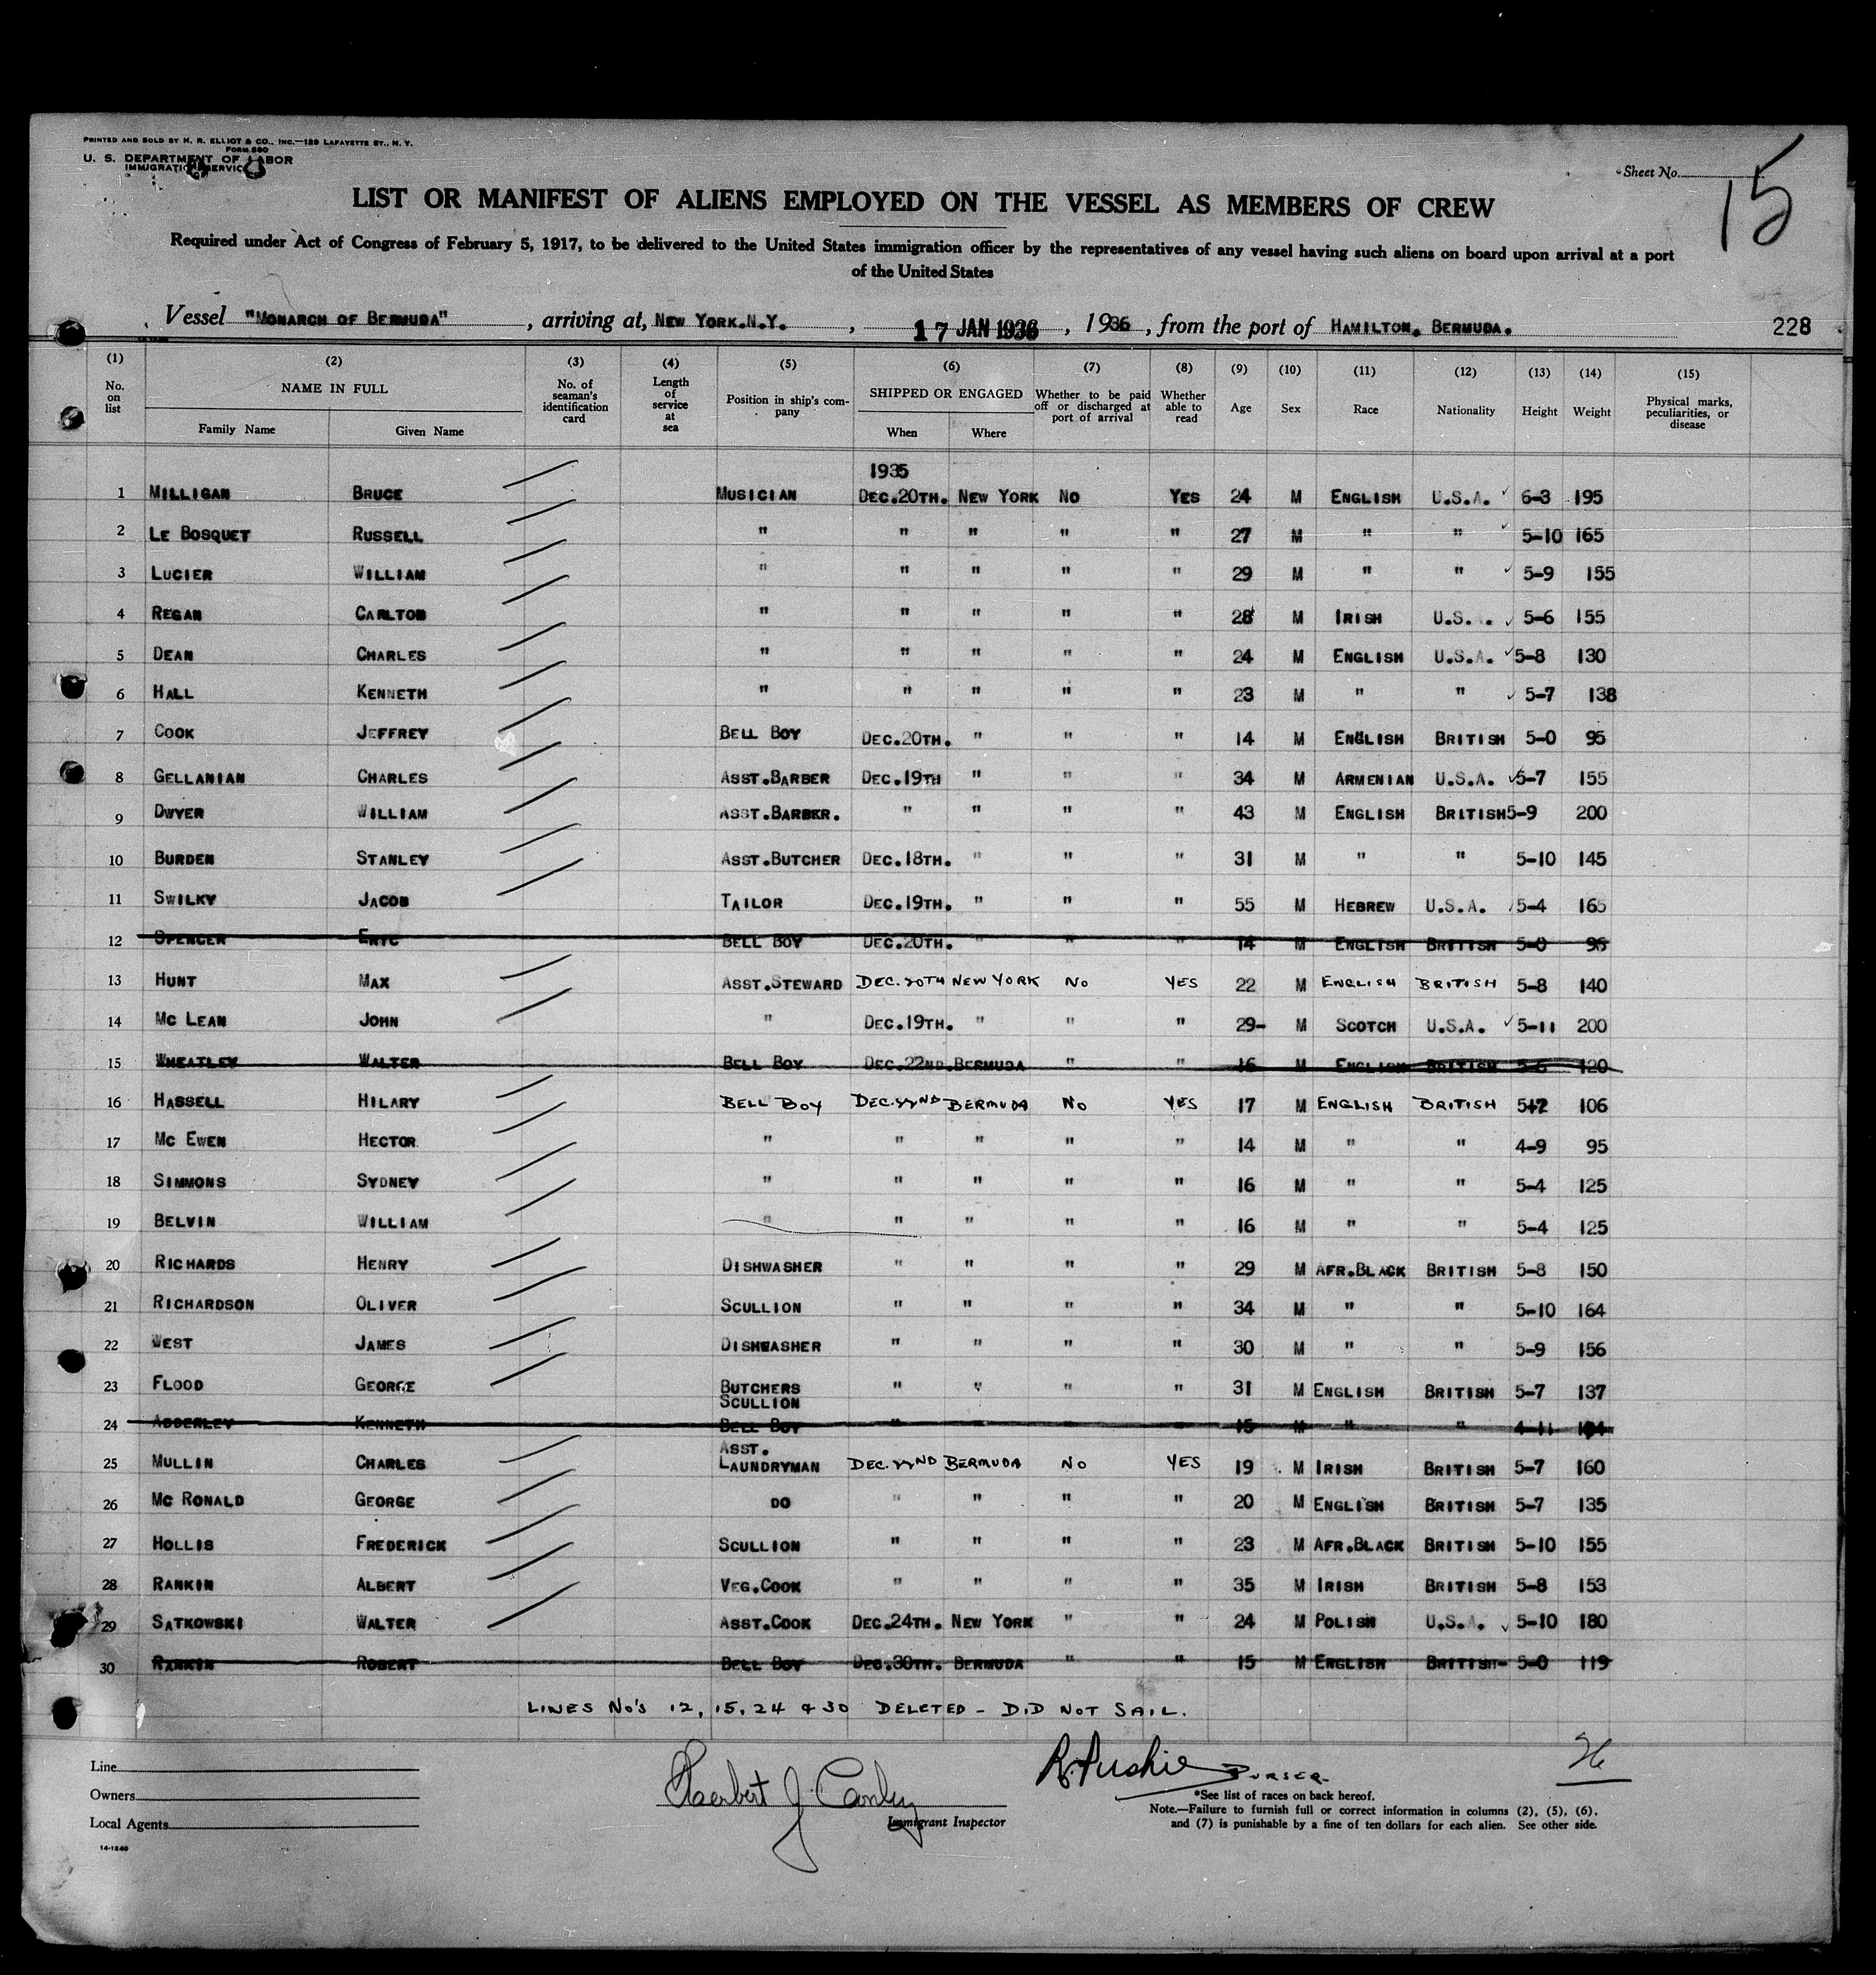 PRINTED AND SOLD BY H. R. ELLIOT & CO., INC.—129 LAFAYETTE ST., N. Y.
FORM 680
U. S. DEPARTMENT OF LABOR
IMMIGRATION SERVICE
Sheet No.
15
LIST OR MANIFEST OF ALIENS EMPLOYED ON THE VESSEL AS MEMBERS OF CREW
Required under Act of Congress of February 5, 1917, to be delivered to the United States immigration officer by the representatives of any vessel having such aliens on board upon arrival at a port
of the United States
Vessel "MONARCH OF BERMUDA", arriving at, NEW YORK.N.Y., 17 JAN 1936, 1936, from the port of HAMILTON. BERMUDA. 228
(1) (2) (3) (4) (5) (6) (7) (8) (9) (10) (11) (12) (13) (14) (15)
No. on list NAME IN FULL Family Name Given Name No. of seaman's identification card Length of service at sea Position in ship's company SHIPPED OR ENGAGED When Where Whether to be paid off or discharged at port of arrival Whether able to read Age Sex Race Nationality Height Weight Physical marks, peculiarities, or disease
1935
1 MILLIGAN BRUCE MUSICIAN DEC.20TH. NEW YORK NO YES 24 M ENGLISH U.S.A. 6-3 195
2 LE BOSQUET RUSSELL " " " " " 27 M " " 5-10 165
3 LUCIER WILLIAM " " " " " 29 M " " 5-9 155
4 REGAN CARLTON " " " " " 28 M IRISH U.S.A. 5-6 155
5 DEAN CHARLES " " " " " 24 M ENGLISH U.S.A. 5-8 130
6 HALL KENNETH " " " " " 23 M " " 5-7 138
7 COOK JEFFREY BELL BOY DEC.20TH. " " " 14 M ENGLISH BRITISH 5-0 95
8 GELLANIAN CHARLES ASST.BARBER DEC.19TH " " " 34 M ARMENIAN U.S.A. 5-7 155
9 DWYER WILLIAM ASST.BARBER. " " " " 43 M ENGLISH BRITISH 5-9 200
10 BURDEN STANLEY ASST.BUTCHER DEC.18TH. " " " 31 M " " 5-10 145
11 SWILKY JACOB TAILOR DEC.19TH. " " " 55 M HEBREW U.S.A. 5-4 165
12 SPENCER ERIC BELL BOY DEC.20TH. " " " 14 M ENGLISH BRITISH 5-0 96
13 HUNT MAX ASST.STEWARD DEC. 20TH NEW YORK NO YES 22 M ENGLISH BRITISH 5-8 140
14 MC LEAN JOHN " DEC.19TH. " " " 29- M SCOTCH U.S.A. 5-11 200
15 WHEATLEY WALTER BELL BOY DEC.22ND.BERMUDA " " 16 M ENGLISH BRITISH 5-6 120
16 HASSELL HILARY BELL BOY DEC. 22ND BERMUDA NO YES 17 M ENGLISH BRITISH 5-2 106
17 MC EWEN HECTOR " " " " " 14 M " " 4-9 95
18 SIMMONS SYDNEY " " " " " 16 M " " 5-4 125
19 BELVIN WILLIAM " " " " " 16 M " " 5-4 125
20 RICHARDS HENRY DISHWASHER " " " " 29 M AFR.BLACK BRITISH 5-8 150
21 RICHARDSON OLIVER SCULLION " " " " 34 M " " 5-10 164
22 WEST JAMES DISHWASHER " " " " 30 M " " 5-9 156
23 FLOOD GEORGE BUTCHERS SCULLION " " " " 31 M ENGLISH BRITISH 5-7 137
24 ADDERLEY KENNETH BELL BOY " " " " 15 M " " 4-11
25 MULLIN CHARLES ASST. LAUNDRYMAN DEC. 22ND BERMUDA NO YES 19 M IRISH BRITISH 5-7 160
26 MC RONALD GEORGE DO " " " " 20 M ENGLISH BRITISH 5-7 135
27 HOLLIS FREDERICK SCULLION " " " " 23 M AFR.BLACK BRITISH 5-10 155
28 RANKIN ALBERT VEG.COOK " " " " 35 M IRISH BRITISH 5-8 153
29 SATKOWSKI WALTER ASST.COOK DEC.24TH. NEW YORK " " 24 M POLISH U.S.A. 5-10 180
30 RANKIN ROBERT BELL BOY DEC.30TH. BERMUDA " " 15 M ENGLISH BRITISH 5-0 119
LINES NO'S 12, 15, 24 & 30 DELETED - DID NOT SAIL.
26
Line
Owners
Local Agents
14-1240
Herbert J. Conley
Immigrant Inspector
PURSER.
*See list of races on back hereof.
Note.—Failure to furnish full or correct information in columns (2), (5), (6),
and (7) is punishable by a fine of ten dollars for each alien. See other side.